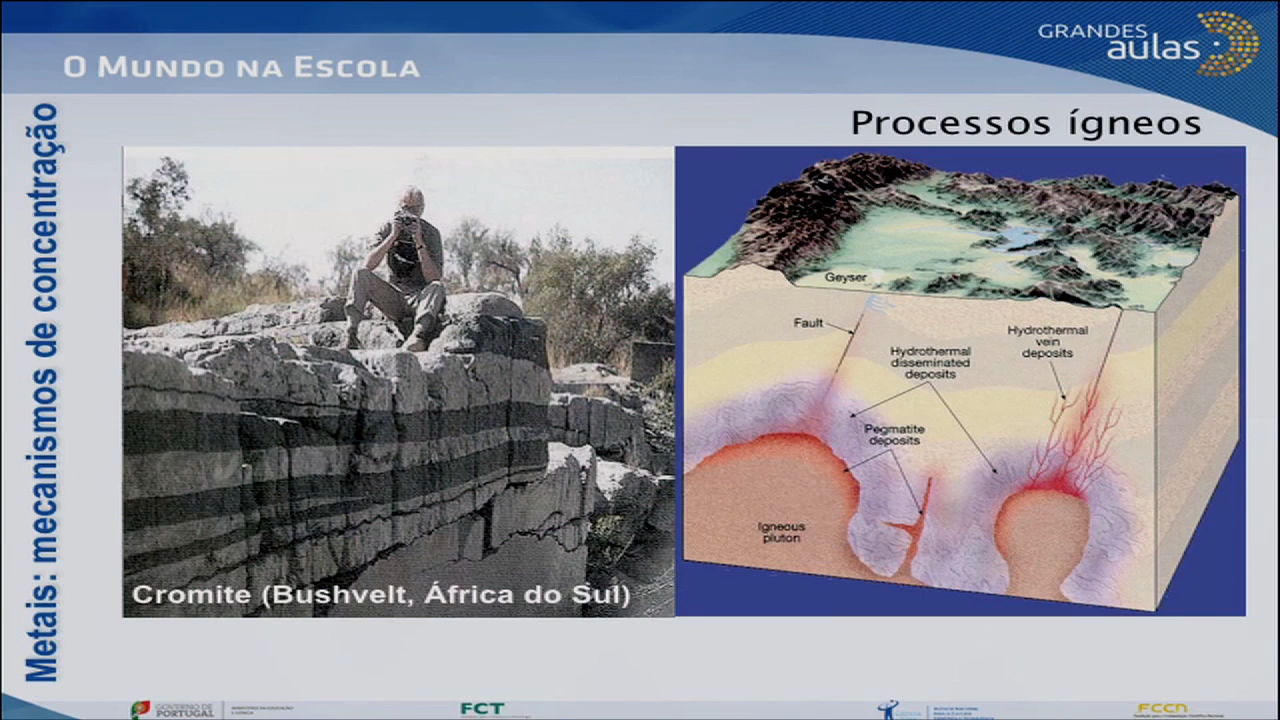 GRANDES
aulas
O MUNDO NA ESCOLA
Metais: mecanismos de concentração
Processos ígneos
Cromite (Bushvelt, África do Sul)
Geyser
Fault
Hydrothermal
vein
deposits
Hydrothermal
disseminated
deposits
Pegmatite
deposits
Igneous
pluton
GOVERNO DE
PORTUGAL
FCT
FCCN